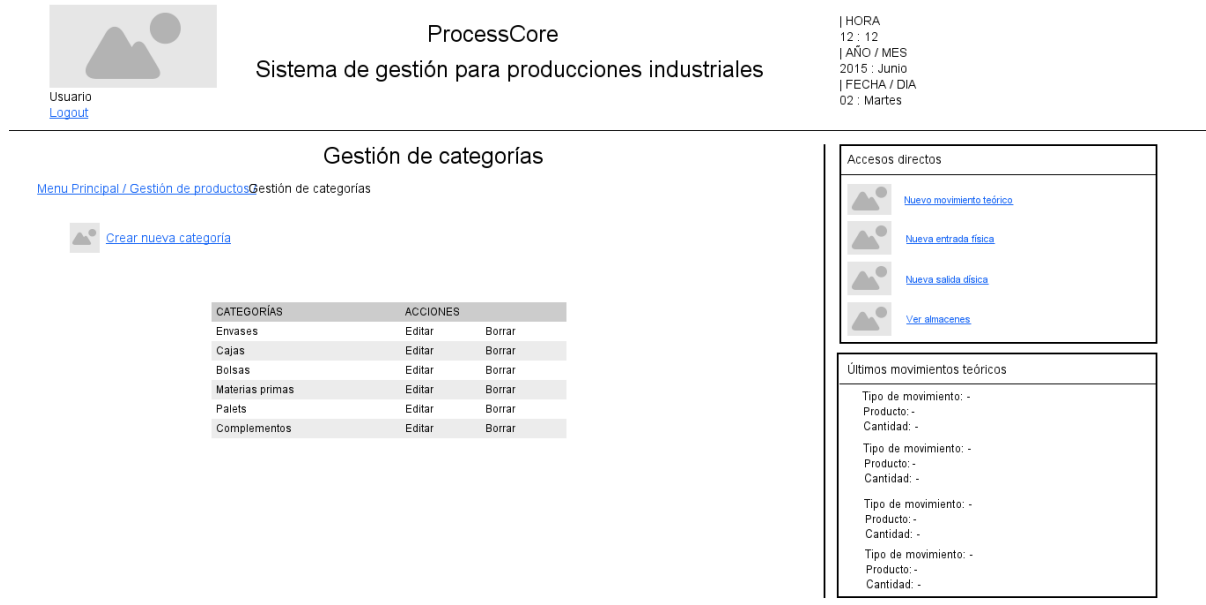 ProcessCore
Sistema de gestión para producciones industriales
Usuario
Logout
| HORA
12 : 12
| AÑO / MES
2015 : Junio
| FECHA / DIA
02 : Martes
Gestión de categorías
Menu Principal / Gestión de productos/Gestión de categorías
Crear nueva categoría
CATEGORÍAS ACCIONES
Envases Editar Borrar
Cajas Editar Borrar
Bolsas Editar Borrar
Materias primas Editar Borrar
Palets Editar Borrar
Complementos Editar Borrar
Accesos directos
Nuevo movimiento teórico
Nueva entrada física
Nueva salida dísica
Ver almacenes
Últimos movimientos teóricos
Tipo de movimiento: -
Producto: -
Cantidad: -
Tipo de movimiento: -
Producto: -
Cantidad: -
Tipo de movimiento: -
Producto: -
Cantidad: -
Tipo de movimiento: -
Producto: -
Cantidad: -